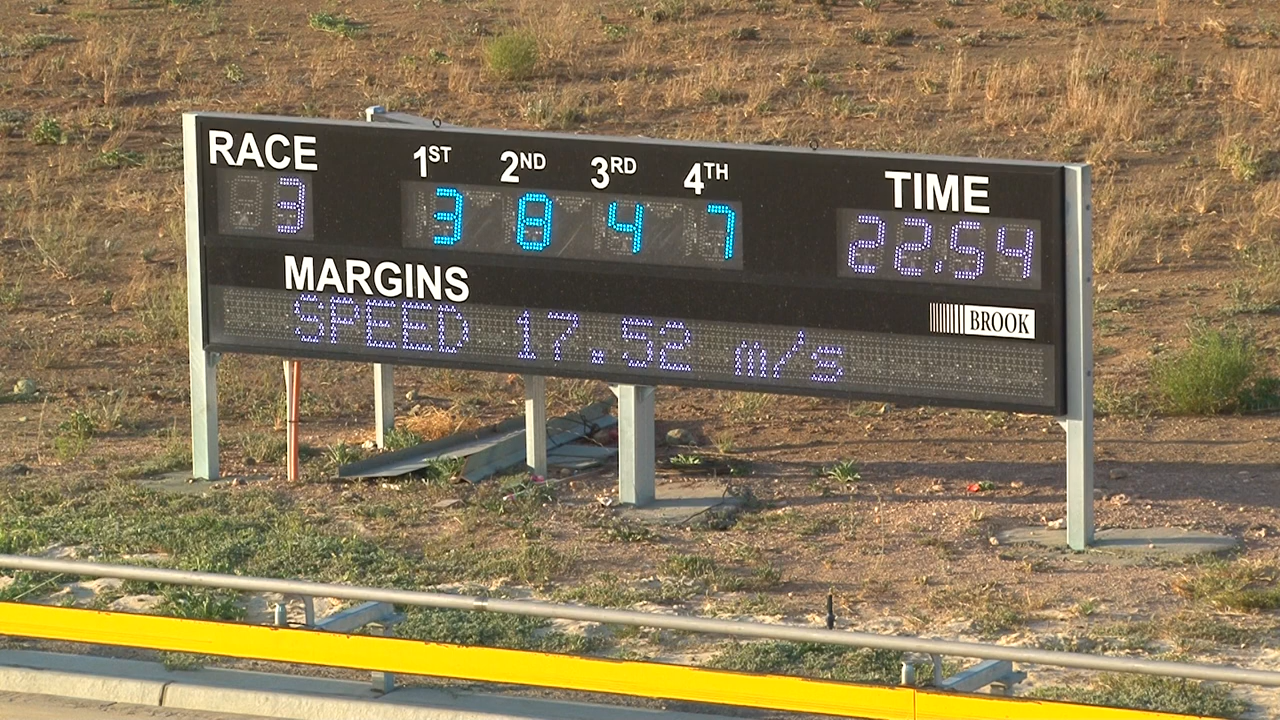 RACE 1ST 2ND 3RD 4TH TIME
3 3 8 4 7 22.54
MARGINS
BROOK
SPEED 17.52 m/s